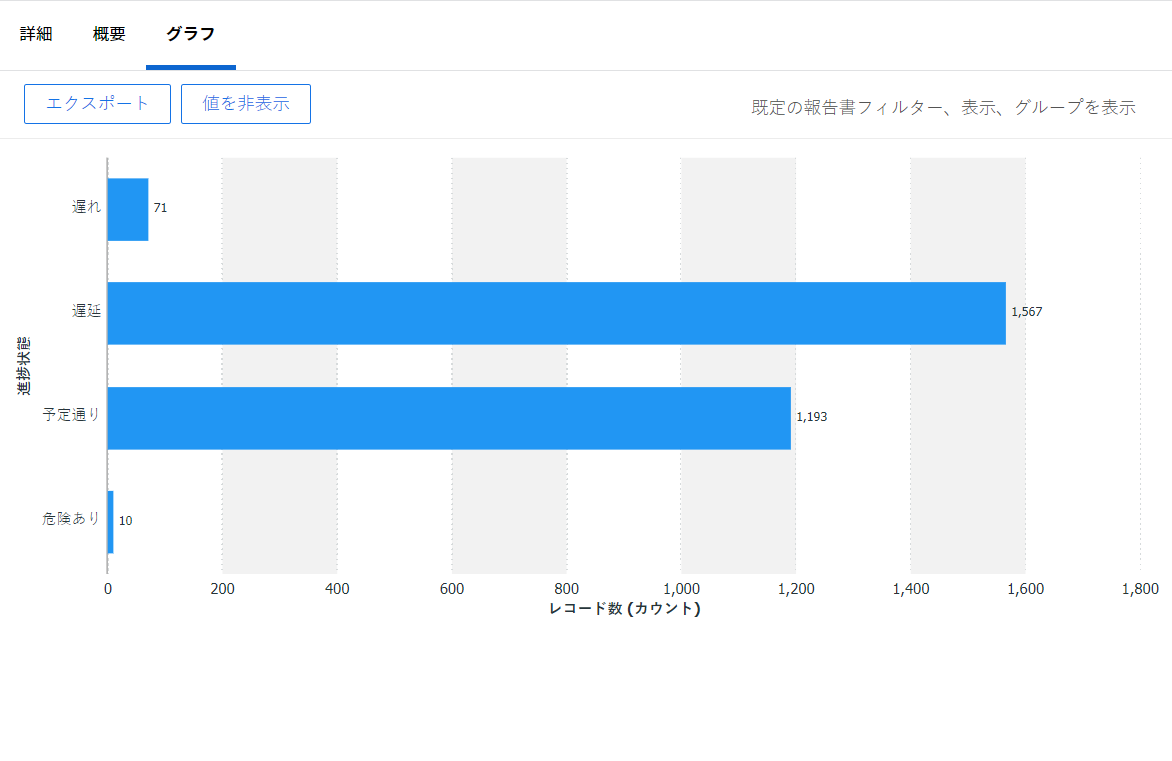 詳細 概要 グラフ
エクスポート 値を非表示 既定の報告書フィルター、表示、グループを表示
進捗状態
遅れ 71
遅延 1,567
予定通り 1,193
危険あり 10
0 200 400 600 800 1,000 1,200 1,400 1,600 1,800
レコード数 (カウント)